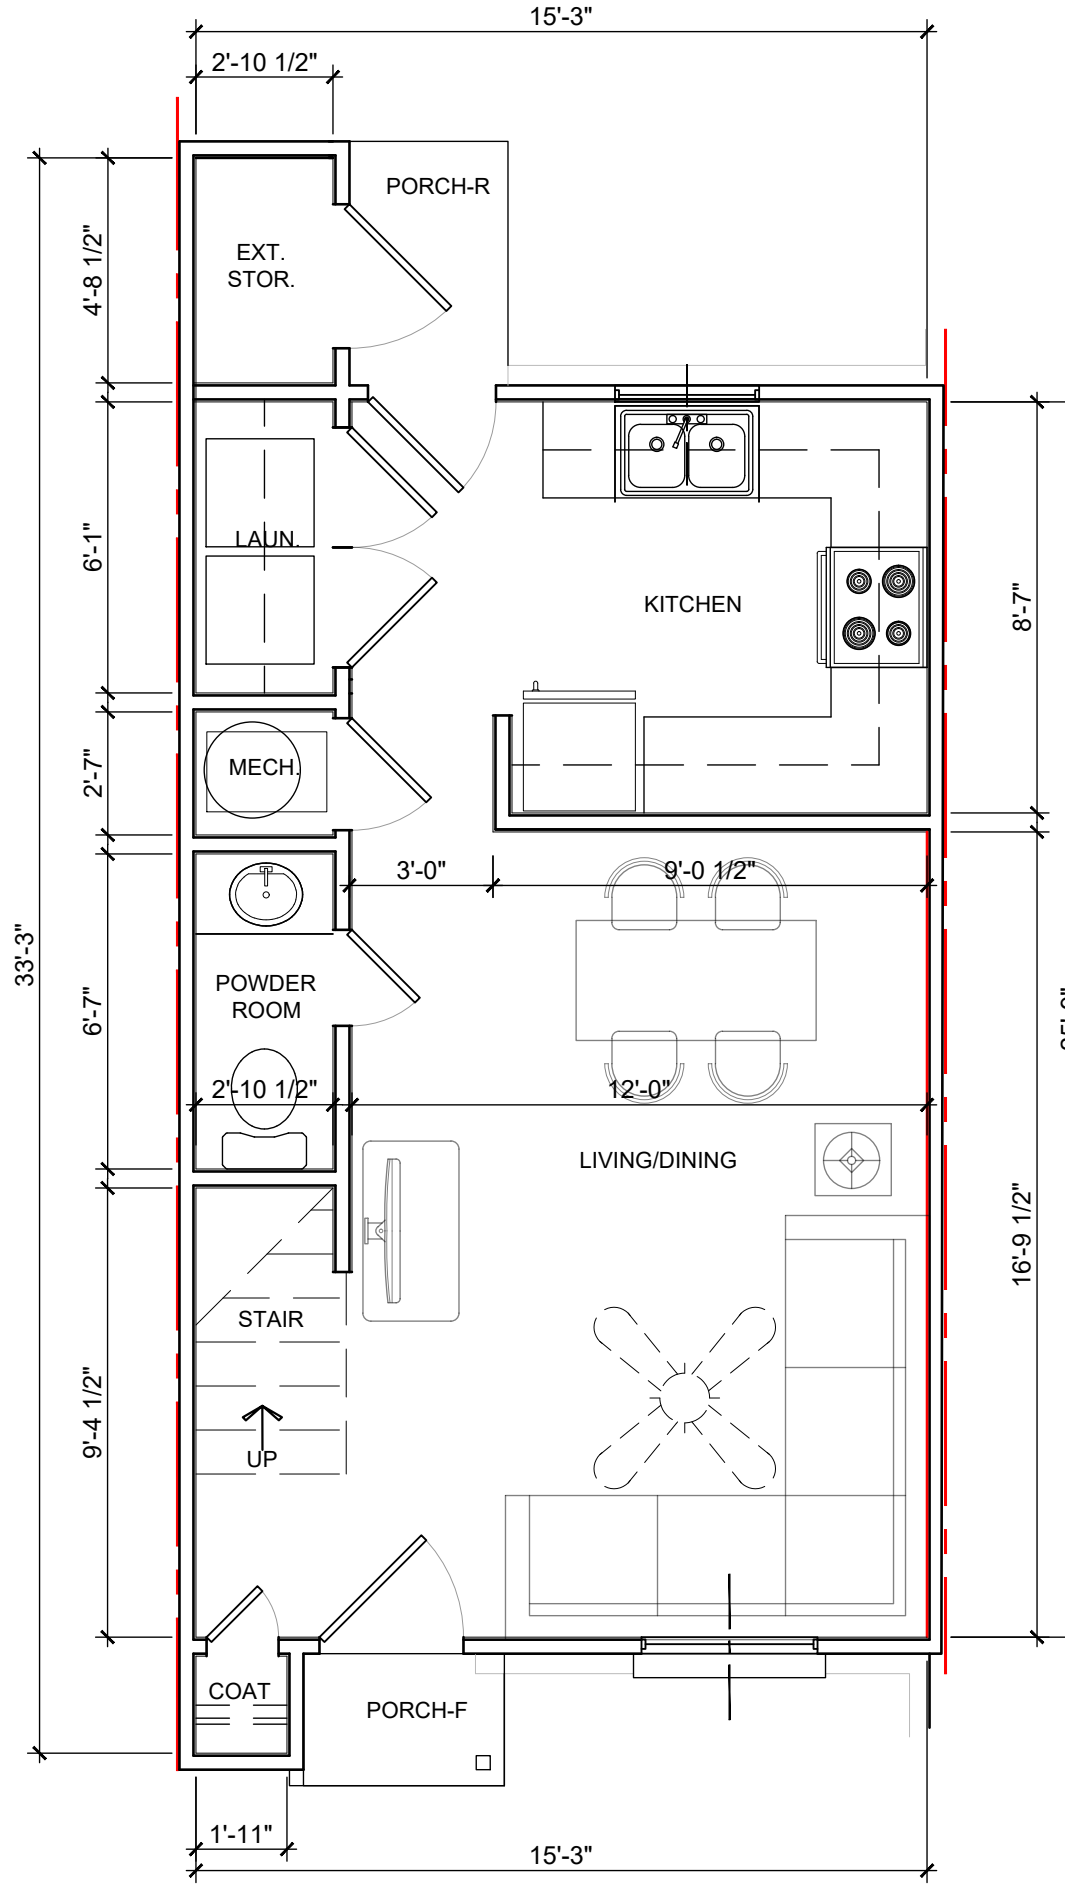 15'-3"
2'-10 1/2"
PORCH-R
EXT.
STOR.
4'-8 1/2"
LAUN.
6'-1"
KITCHEN
8'-7"
MECH.
2'-7"
3'-0"
9'-0 1/2"
33'-3"
POWDER
ROOM
6'-7"
2'-10 1/2"
12'-0"
LIVING/DINING
16'-9 1/2"
STAIR
9'-4 1/2"
UP
COAT
PORCH-F
1'-11"
15'-3"